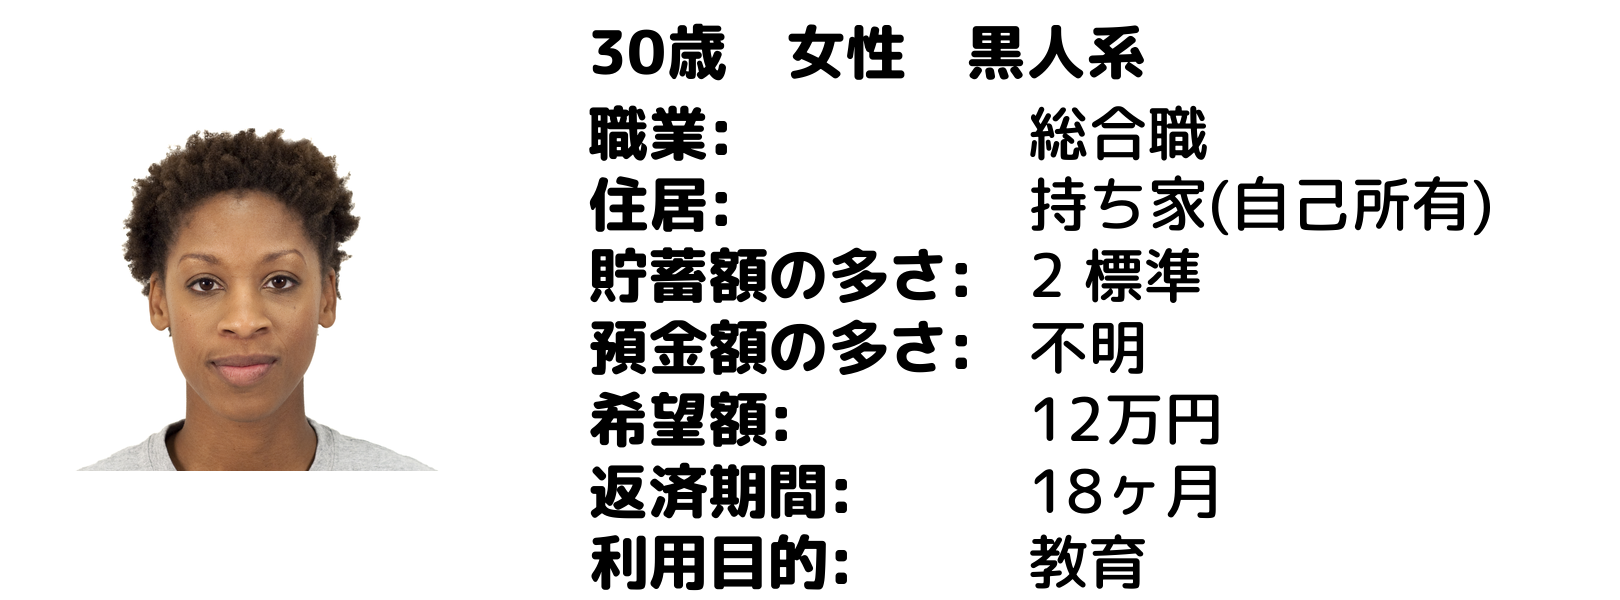 30歳　女性　黒人系
職業: 総合職
住居: 持ち家(自己所有)
貯蓄額の多さ: 2 標準
預金額の多さ: 不明
希望額: 12万円
返済期間: 18ヶ月
利用目的: 教育